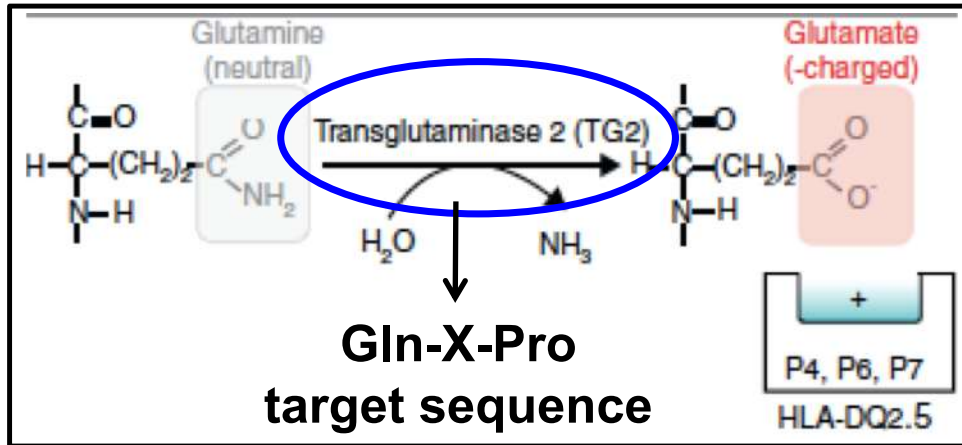 Glutamine
(neutral)
Glutamate
(-charged)
Transglutaminase 2 (TG2)
C=O
H-C-(CH2)2-C
O
NH2
N-H
H2O
NH3
C=O
H-C-(CH2)2-C
O
O-
N-H
Gln-X-Pro
target sequence
+
P4, P6, P7
HLA-DQ2.5